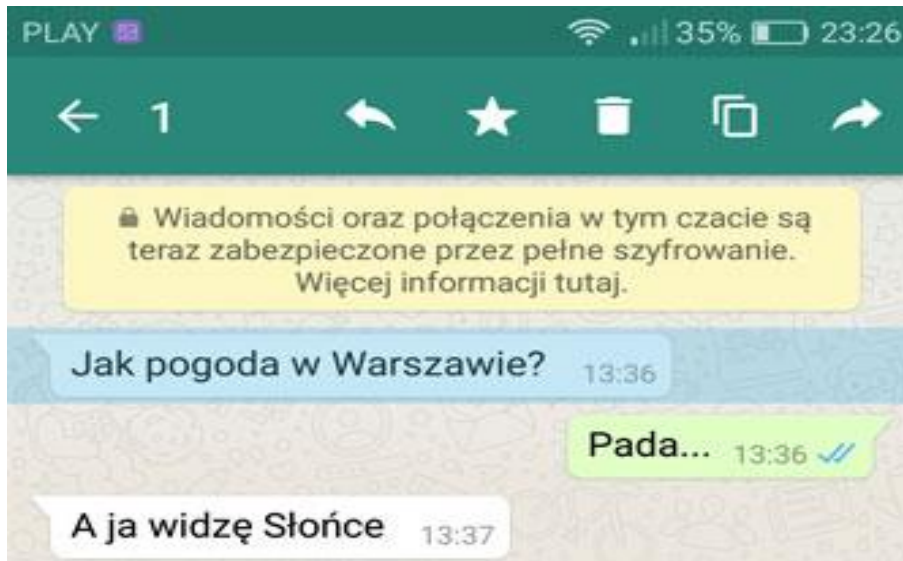 PLAY 35% 23:26
1
Wiadomości oraz połączenia w tym czacie są
teraz zabezpieczone przez pełne szyfrowanie.
Więcej informacji tutaj.
Jak pogoda w Warszawie? 13:36
Pada... 13:36
A ja widzę Słońce 13:37